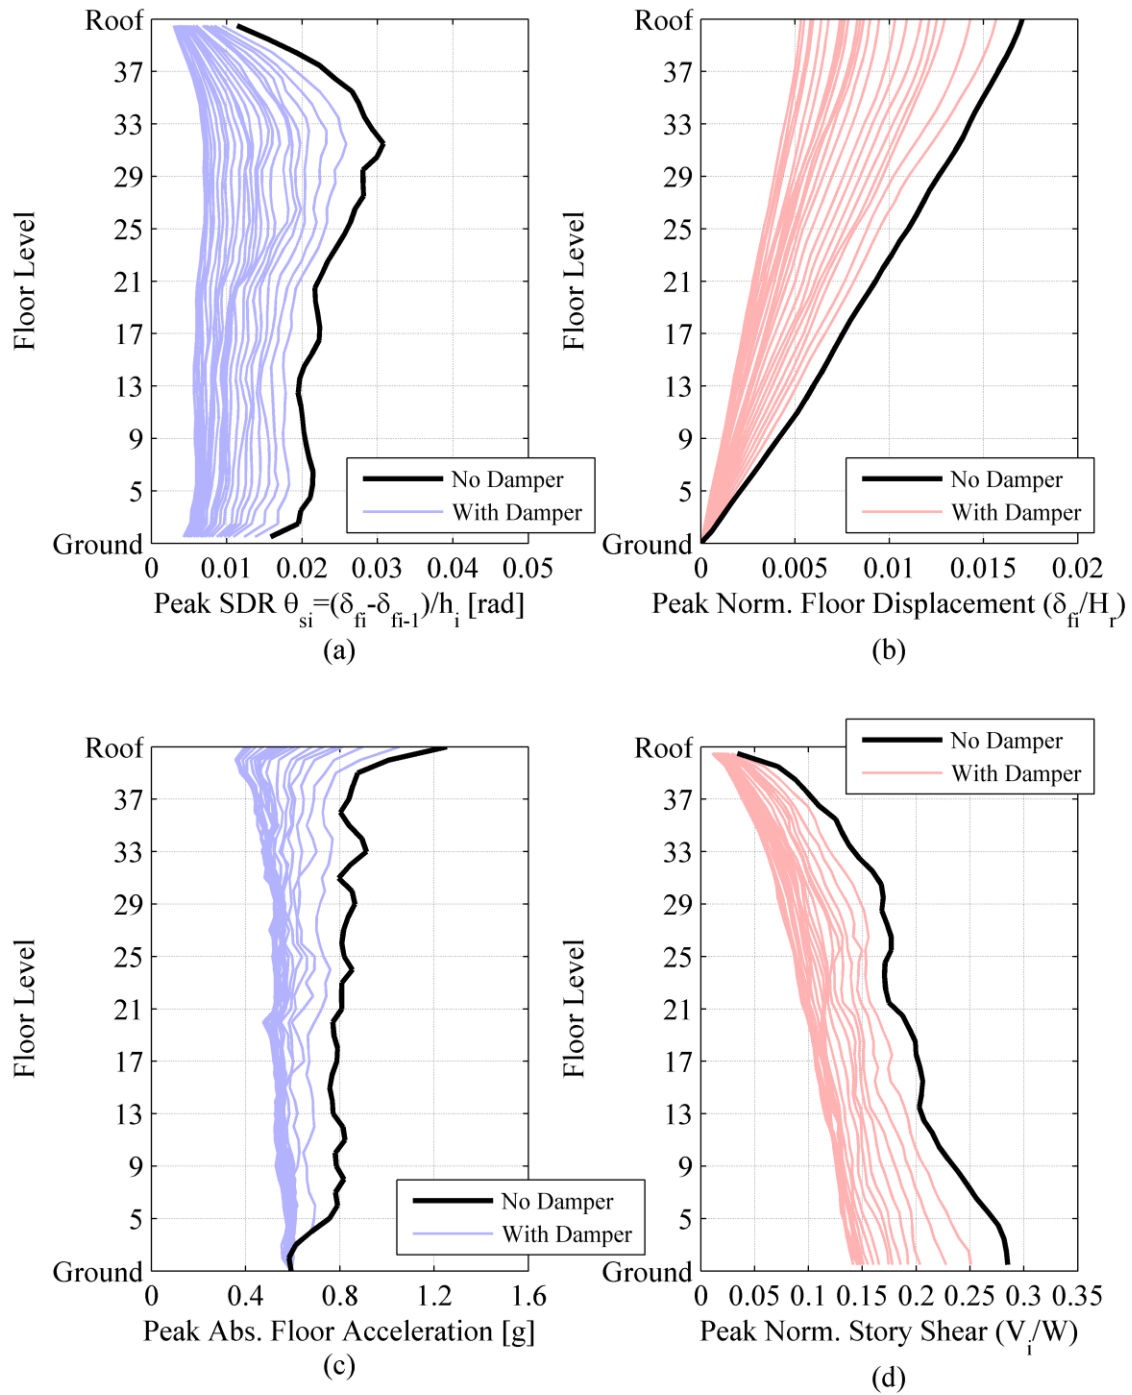 Roof
37
33
29
25
21
17
13
9
5
Ground
Floor Level
No Damper
With Damper
0 0.01 0.02 0.03 0.04 0.05
Peak SDR θsi=(δfi-δfi-1)/hi [rad]
(a)
Roof
37
33
29
25
21
17
13
9
5
Ground
Floor Level
No Damper
With Damper
0 0.005 0.01 0.015 0.02
Peak Norm. Floor Displacement (δfi/Hr)
(b)
Roof
37
33
29
25
21
17
13
9
5
Ground
Floor Level
No Damper
With Damper
0 0.4 0.8 1.2 1.6
Peak Abs. Floor Acceleration [g]
(c)
Roof
37
33
29
25
21
17
13
9
5
Ground
Floor Level
No Damper
With Damper
0 0.05 0.1 0.15 0.2 0.25 0.3 0.35
Peak Norm. Story Shear (Vi/W)
(d)